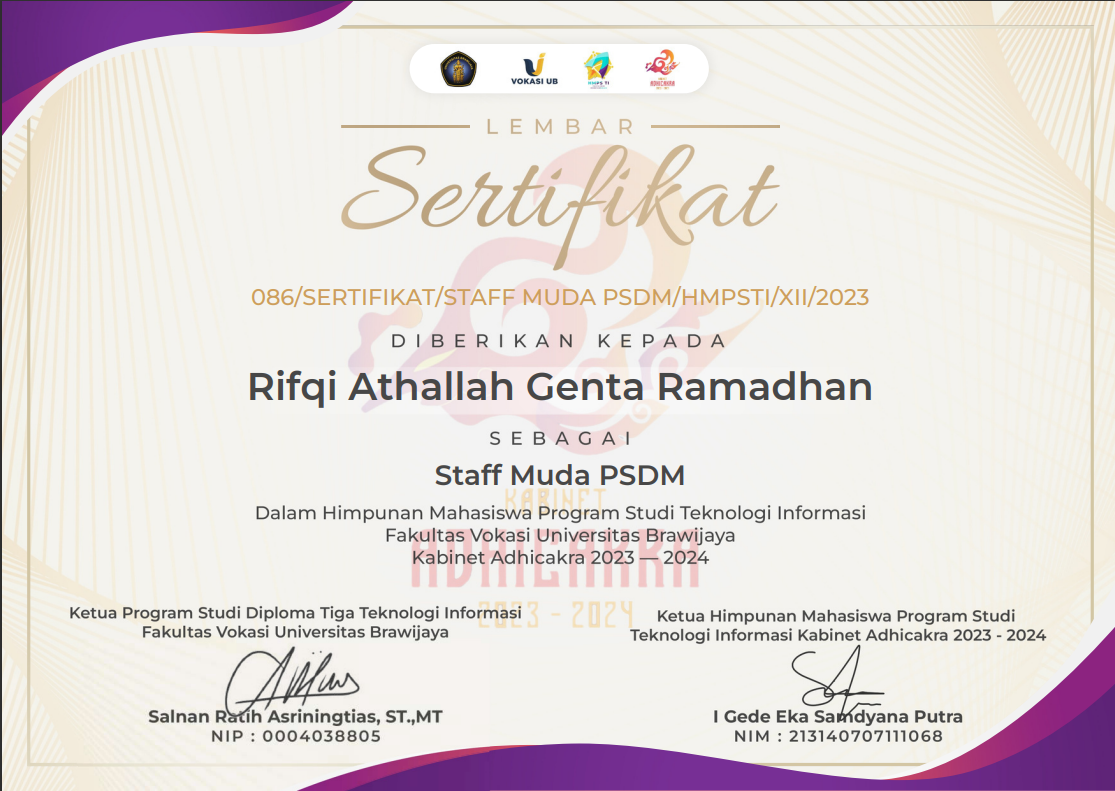 VOKASI UB
HMPS TI
ADHICAKRA
LEMBAR
Sertifikat
086/SERTIFIKAT/STAFF MUDA PSDM/HMPSTI/XII/2023
DIBERIKAN KEPADA
Rifqi Athallah Genta Ramadhan
SEBAGAI
Staff Muda PSDM
KABINET
Dalam Himpunan Mahasiswa Program Studi Teknologi Informasi
Fakultas Vokasi Universitas Brawijaya
ADHICAKRA
Kabinet Adhicakra 2023 — 2024
2023 - 2024
Ketua Program Studi Diploma Tiga Teknologi Informasi
Fakultas Vokasi Universitas Brawijaya
Salnan Ratih Asriningtias, ST.,MT
NIP : 0004038805
Ketua Himpunan Mahasiswa Program Studi
Teknologi Informasi Kabinet Adhicakra 2023 - 2024
I Gede Eka Samdyana Putra
NIM : 213140707111068